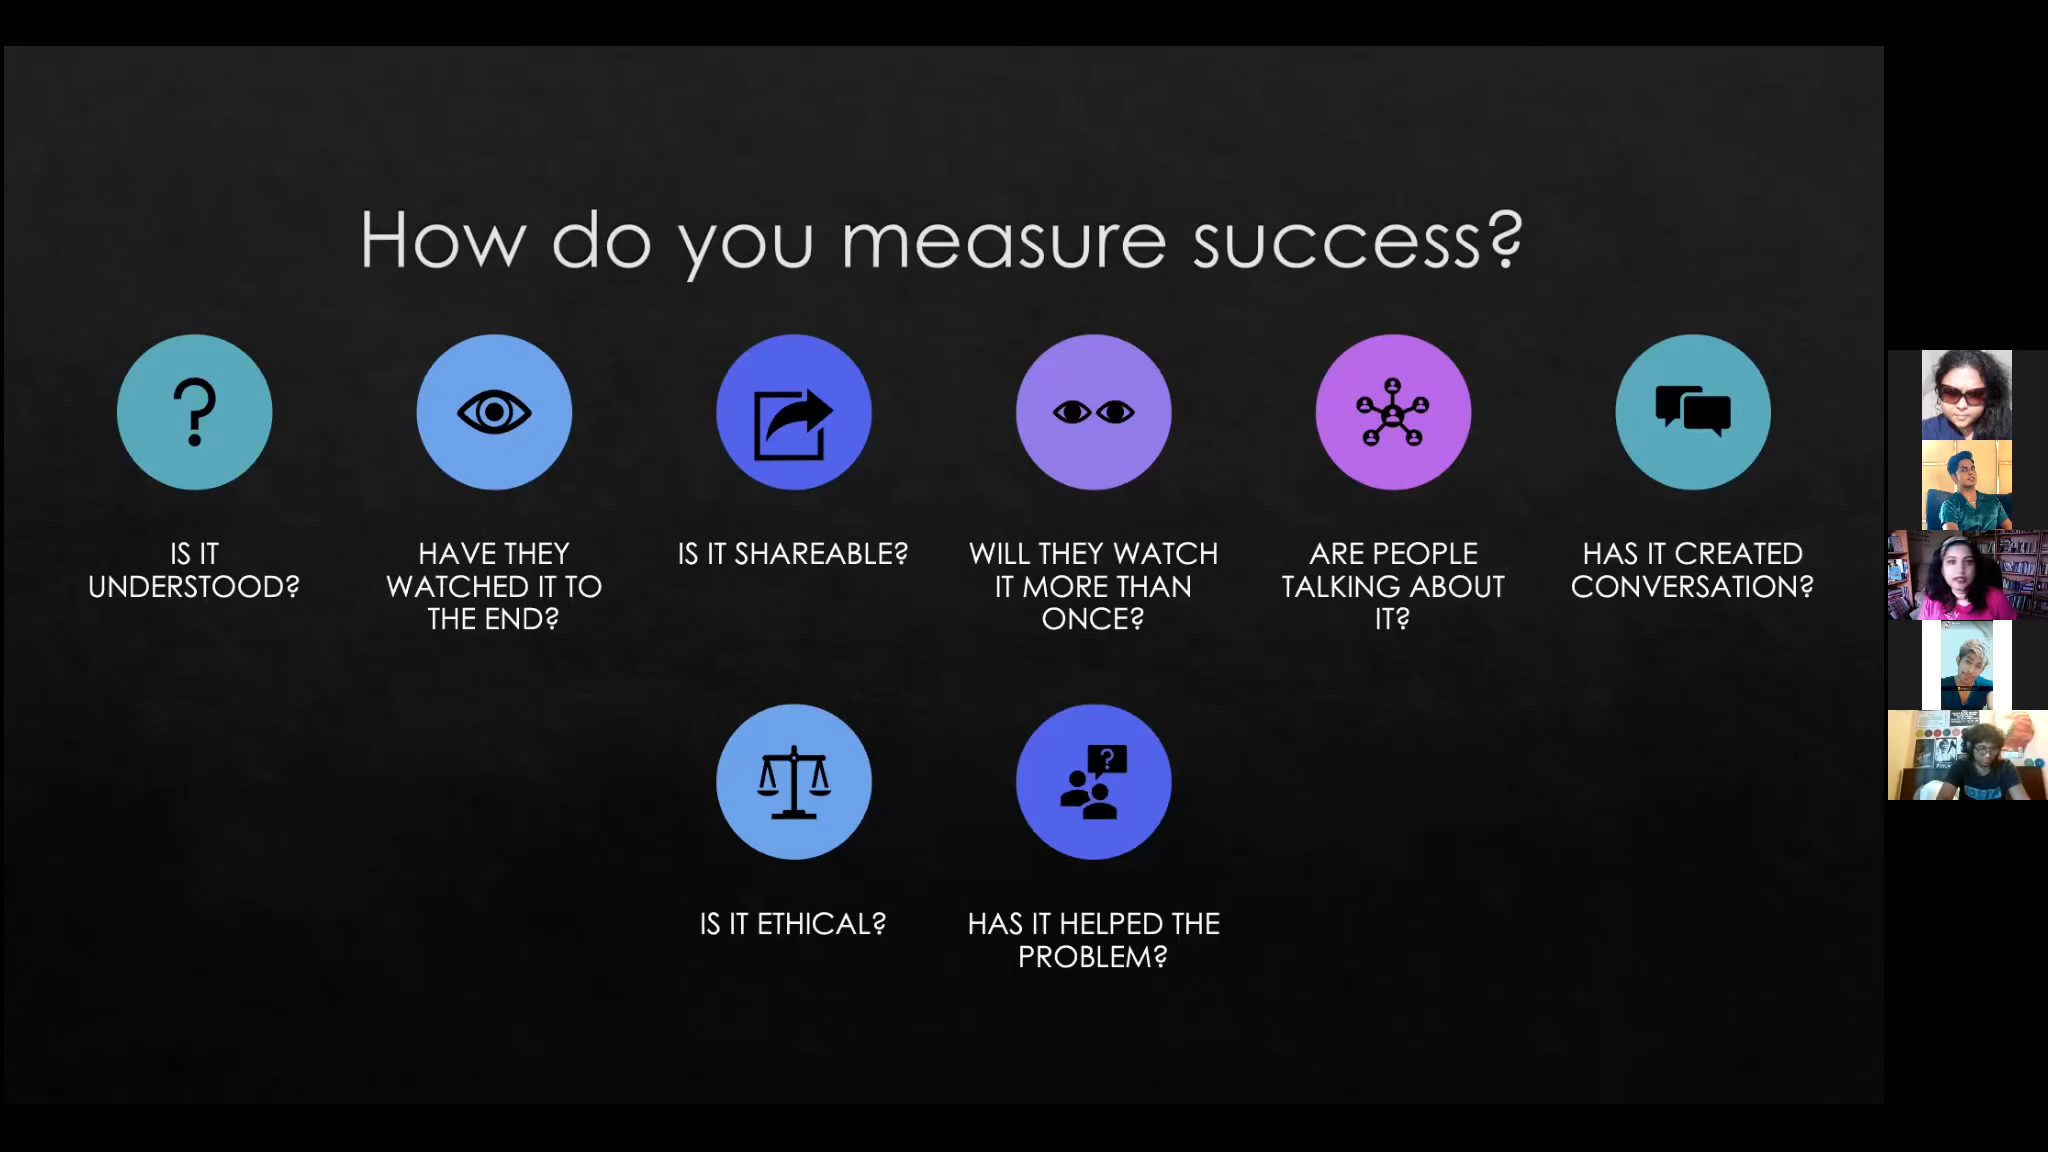 How do you measure success?
IS IT
UNDERSTOOD?
HAVE THEY
WATCHED IT TO
THE END?
IS IT SHAREABLE?
WILL THEY WATCH
IT MORE THAN
ONCE?
ARE PEOPLE
TALKING ABOUT
IT?
HAS IT CREATED
CONVERSATION?
IS IT ETHICAL?
HAS IT HELPED THE
PROBLEM?